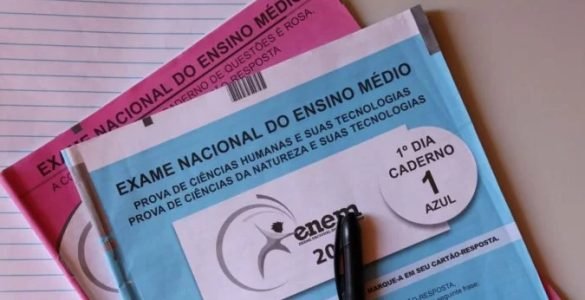 EXAME NACIONAL DO ENSINO MÉDIO
CADERNO DE QUESTÕES É ROSA.
EXAME NACIONAL DO ENSINO MÉDIO
PROVA DE CIÊNCIAS HUMANAS E SUAS TECNOLOGIAS
PROVA DE CIÊNCIAS DA NATUREZA E SUAS TECNOLOGIAS
1º DIA
CADERNO
1
AZUL
enem
20
MARQUE-A EM SEU CARTÃO-RESPOSTA.